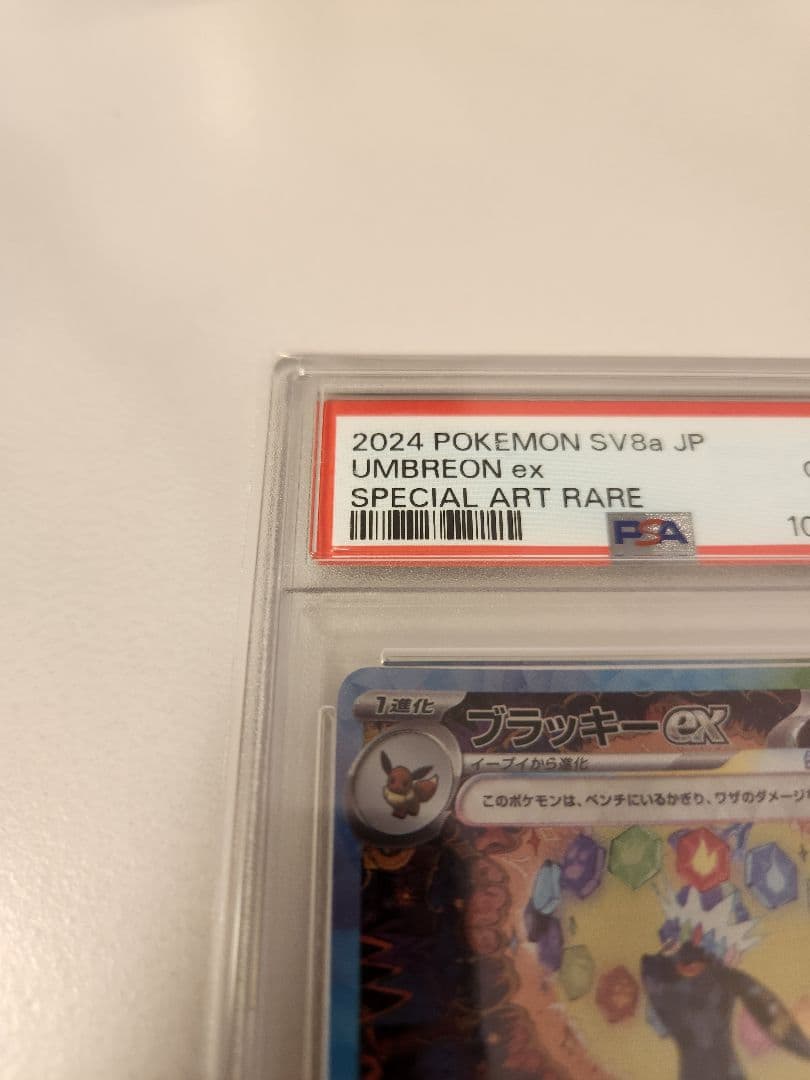 2024 POKEMON SV8a JP
UMBREON ex
SPECIAL ART RARE
PSA
10
1進化
ブラッキーex
イーブイから進化
このポケモンは、ベンチにいるかぎり、ワザのダメージ